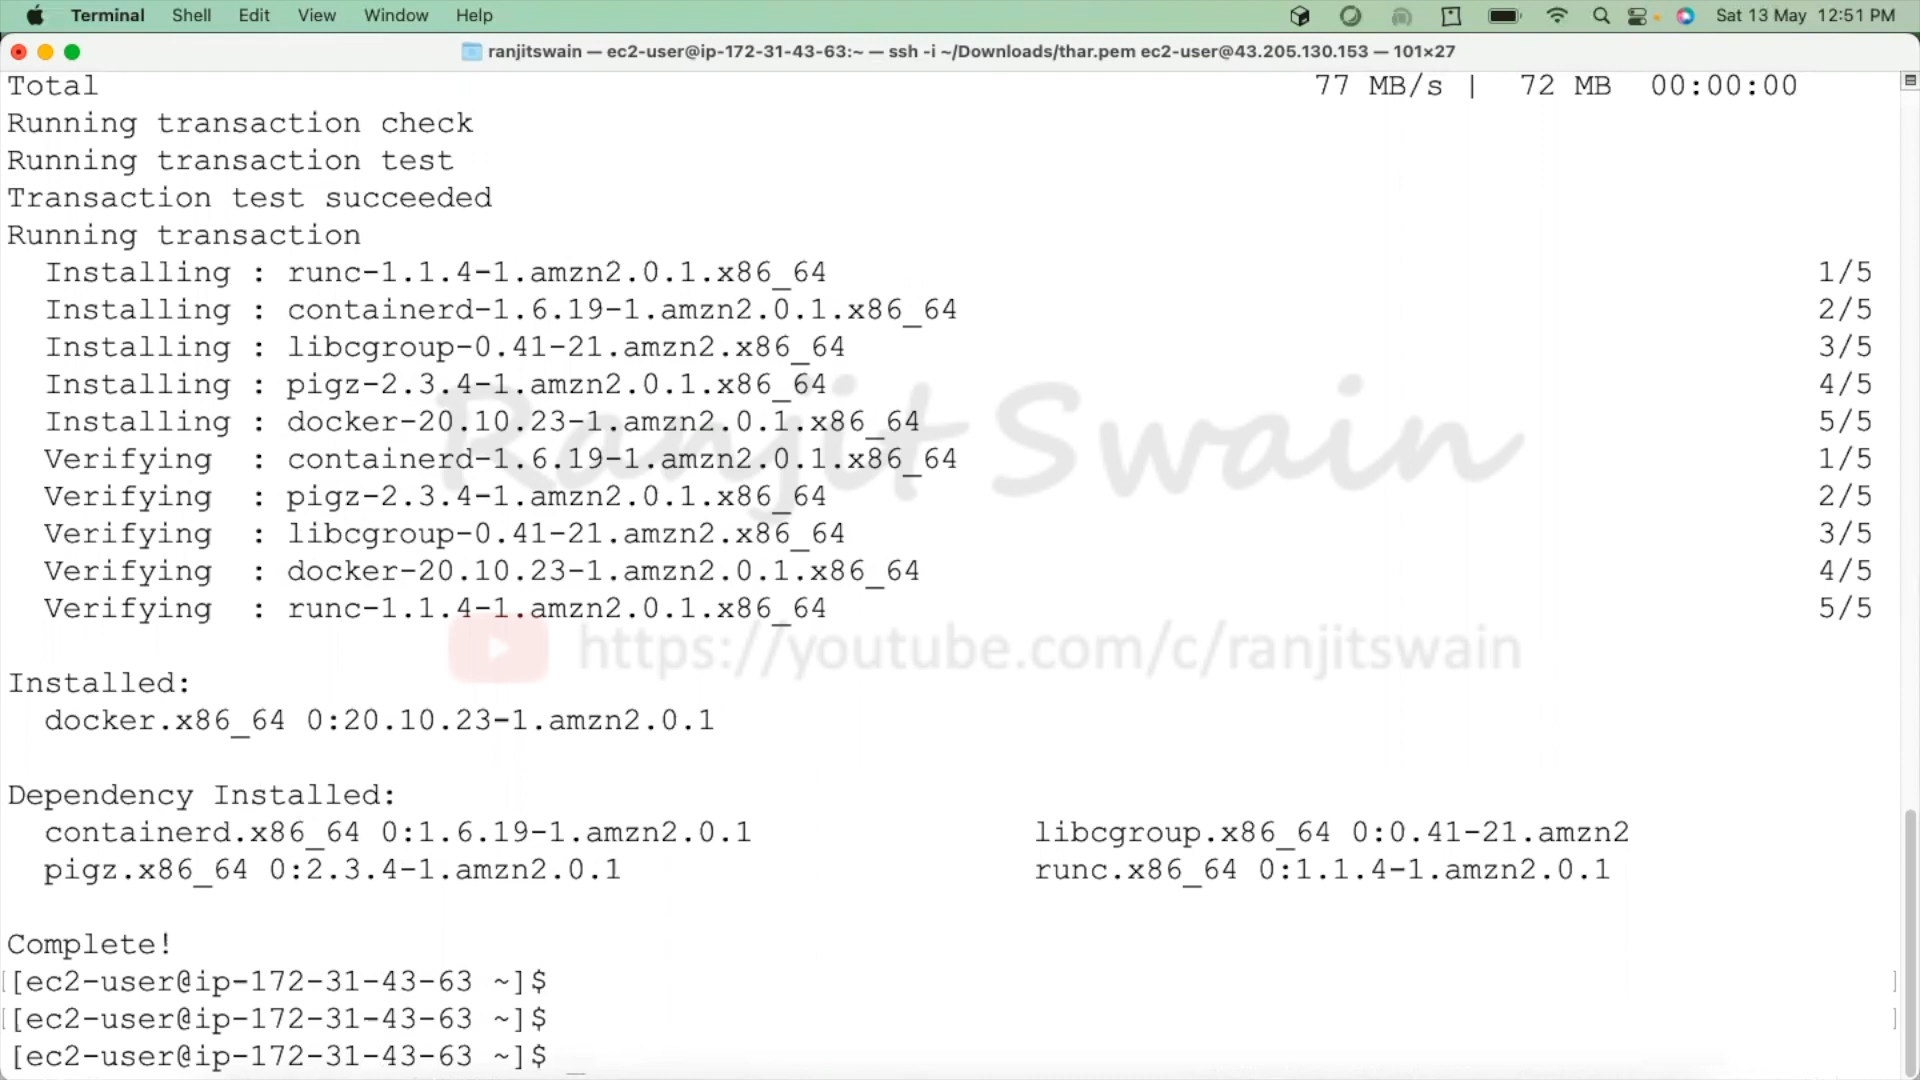 Terminal Shell Edit View Window Help Sat 13 May 12:51 PM
ranjitswain — ec2-user@ip-172-31-43-63:~ — ssh -i ~/Downloads/thar.pem ec2-user@43.205.130.153 — 101×27
Total 77 MB/s | 72 MB 00:00:00
Running transaction check
Running transaction test
Transaction test succeeded
Running transaction
Installing : runc-1.1.4-1.amzn2.0.1.x86_64 1/5
Installing : containerd-1.6.19-1.amzn2.0.1.x86_64 2/5
Installing : libcgroup-0.41-21.amzn2.x86_64 3/5
Installing : pigz-2.3.4-1.amzn2.0.1.x86_64 4/5
Installing : docker-20.10.23-1.amzn2.0.1.x86_64 5/5
Verifying : containerd-1.6.19-1.amzn2.0.1.x86_64 1/5
Ranjit Swain
Verifying : pigz-2.3.4-1.amzn2.0.1.x86_64 2/5
Verifying : libcgroup-0.41-21.amzn2.x86_64 3/5
Verifying : docker-20.10.23-1.amzn2.0.1.x86_64 4/5
Verifying : runc-1.1.4-1.amzn2.0.1.x86_64 5/5
https://youtube.com/c/ranjitswain
Installed:
docker.x86_64 0:20.10.23-1.amzn2.0.1
Dependency Installed:
containerd.x86_64 0:1.6.19-1.amzn2.0.1 libcgroup.x86_64 0:0.41-21.amzn2
pigz.x86_64 0:2.3.4-1.amzn2.0.1 runc.x86_64 0:1.1.4-1.amzn2.0.1
Complete!
[[ec2-user@ip-172-31-43-63 ~]$ ]
[[ec2-user@ip-172-31-43-63 ~]$ ]
[ec2-user@ip-172-31-43-63 ~]$ _